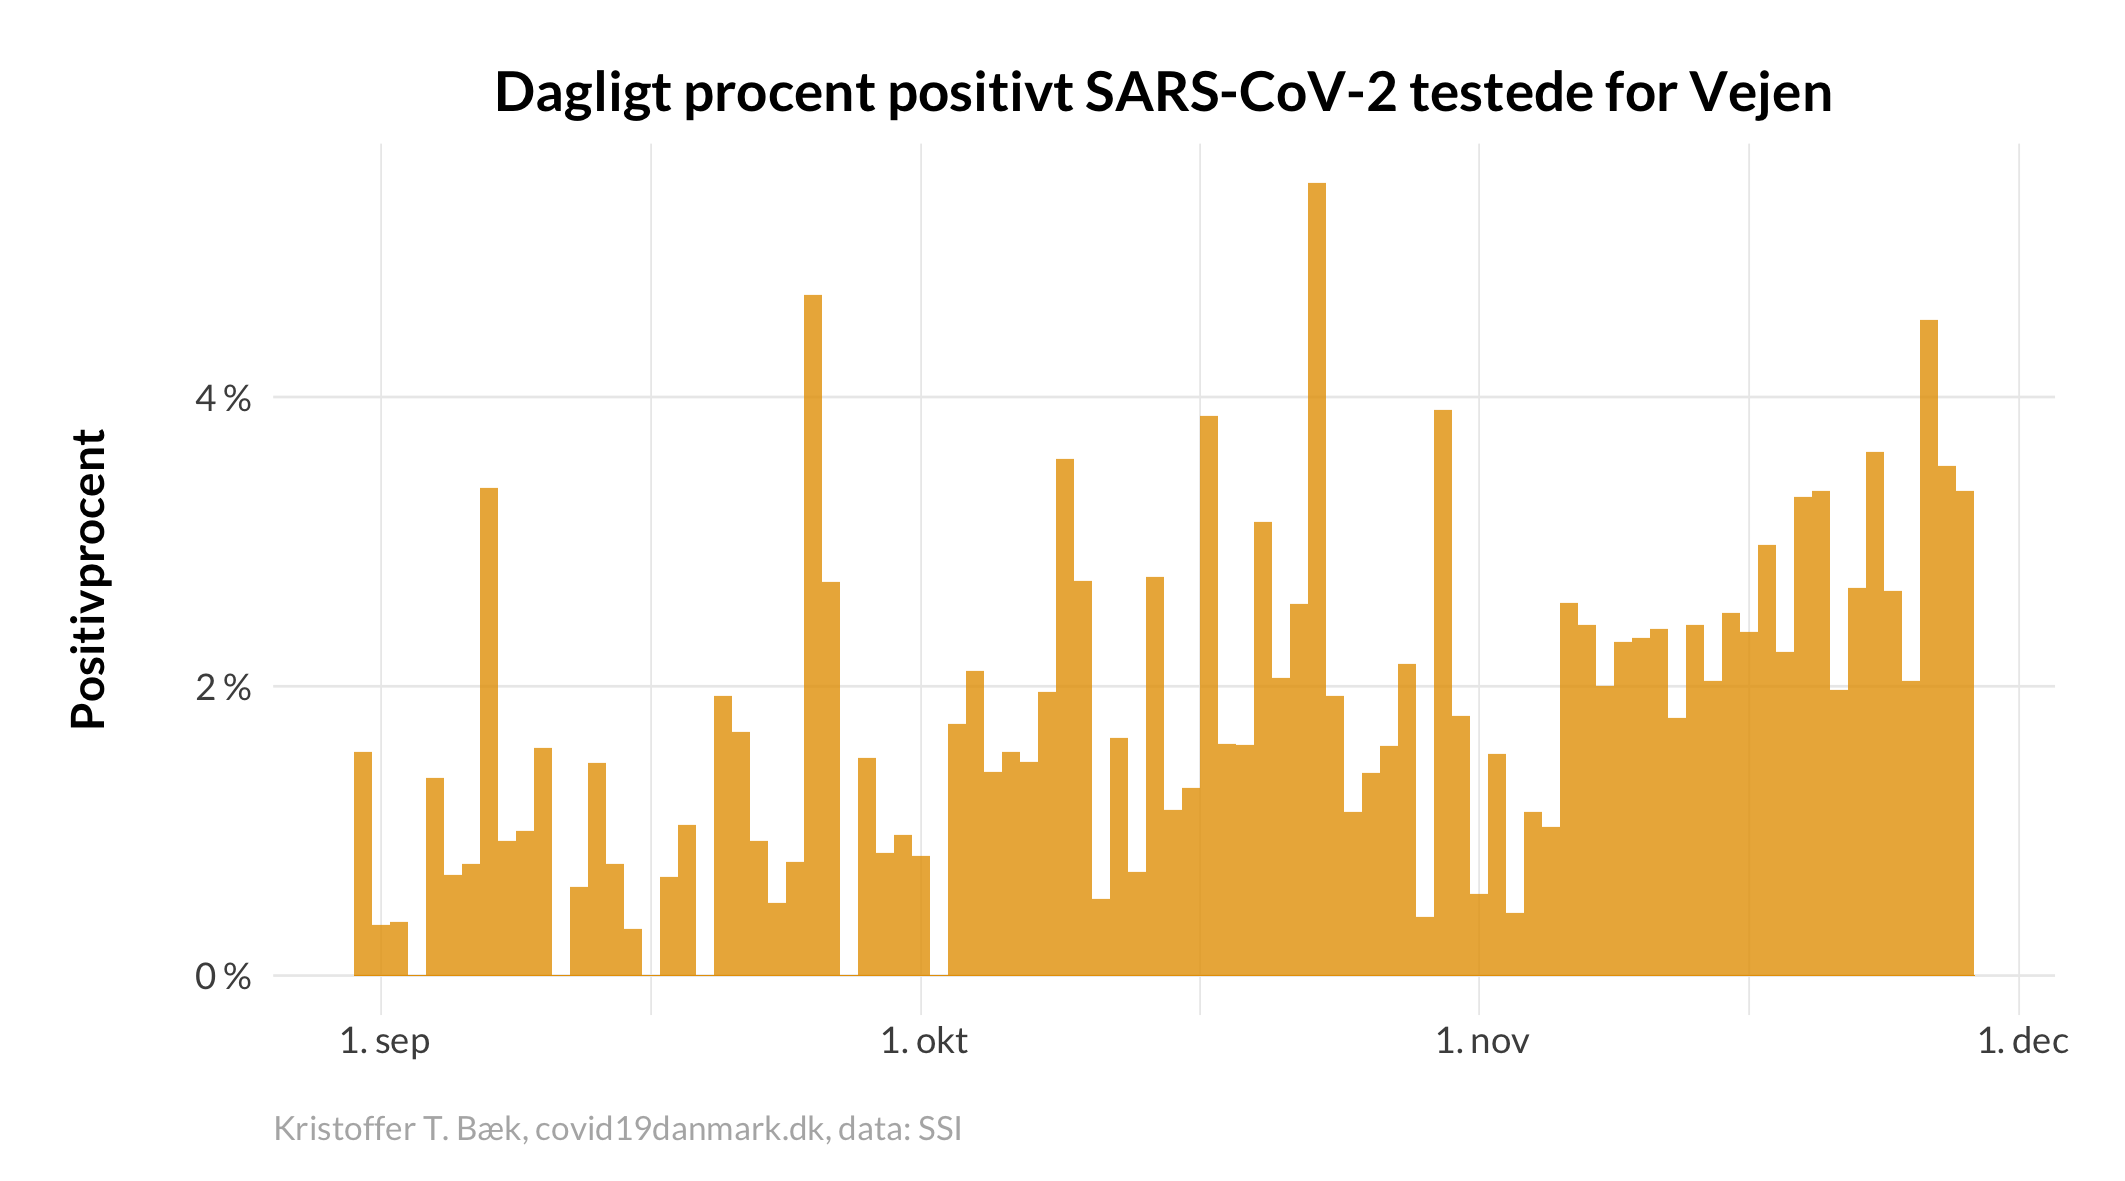 Dagligt procent positivt SARS-CoV-2 testede for Vejen
Positivprocent
4 %
2 %
0 %
1. sep
1. okt
1. nov
1. dec
Kristoffer T. Bæk, covid19danmark.dk, data: SSI